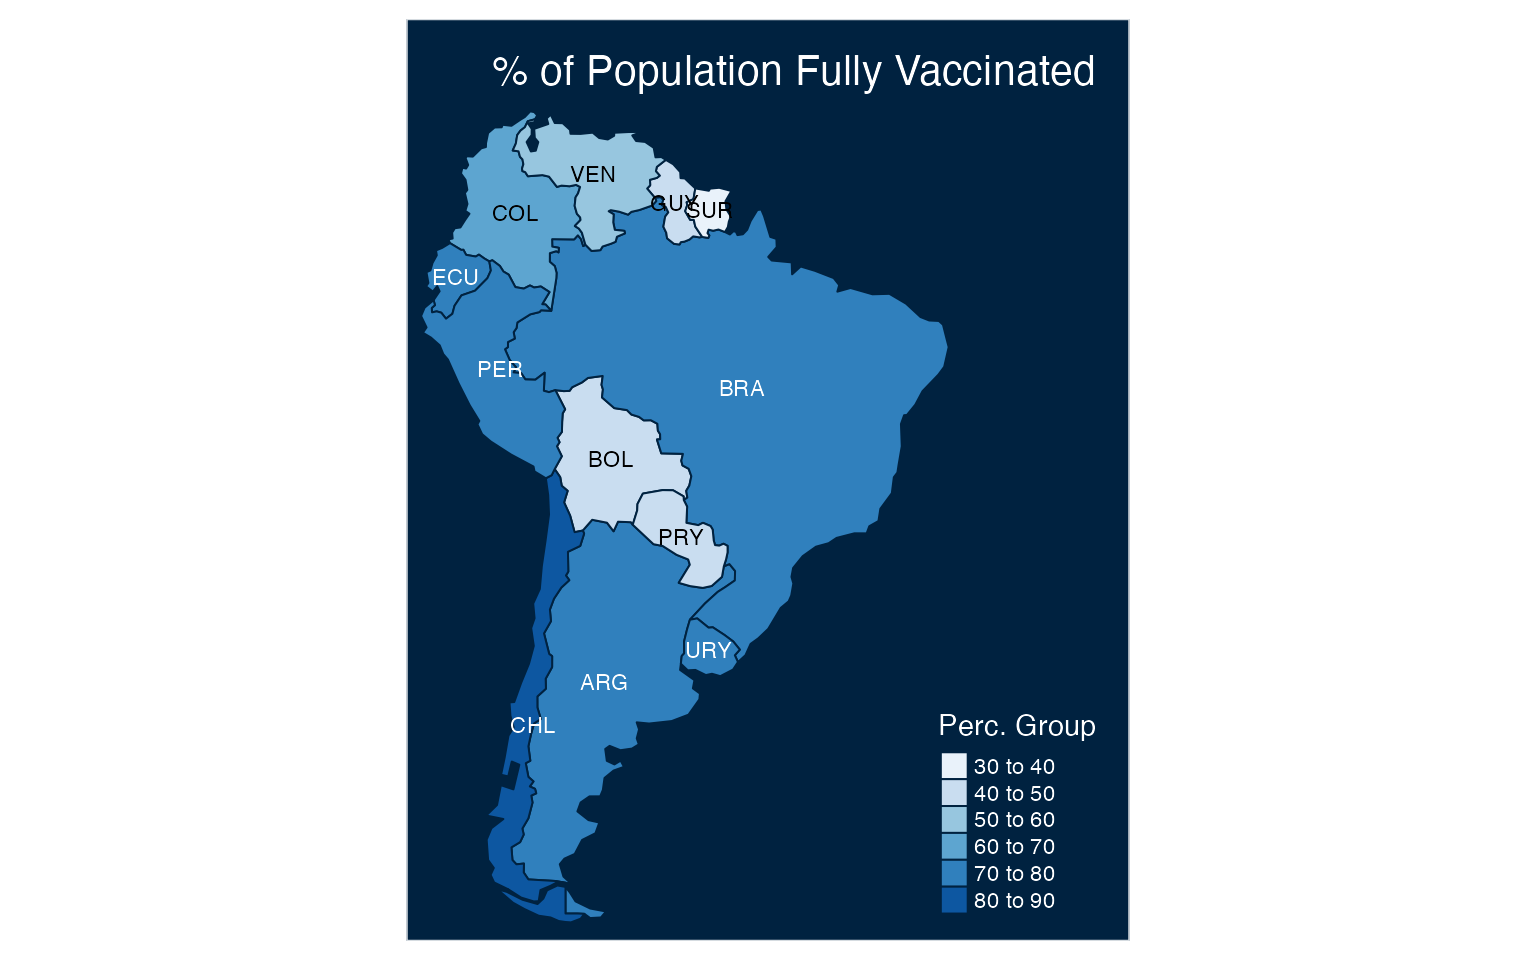 % of Population Fully Vaccinated
VEN
GUY
SUR
COL
ECU
PER
BRA
BOL
PRY
URY
ARG
CHL
Perc. Group
30 to 40
40 to 50
50 to 60
60 to 70
70 to 80
80 to 90